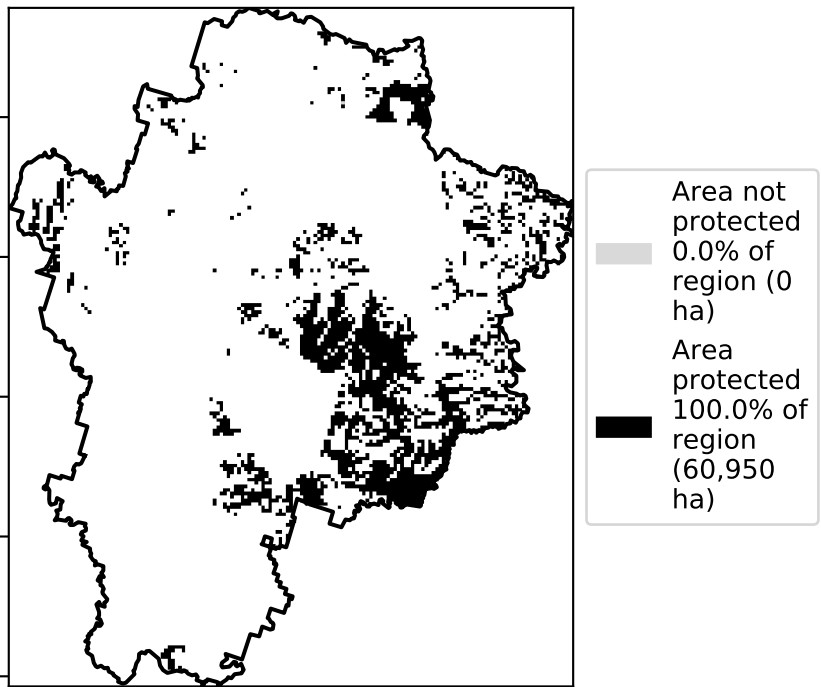 Area not
protected
0.0% of
region (0
ha)
Area
protected
100.0% of
region
(60,950
ha)